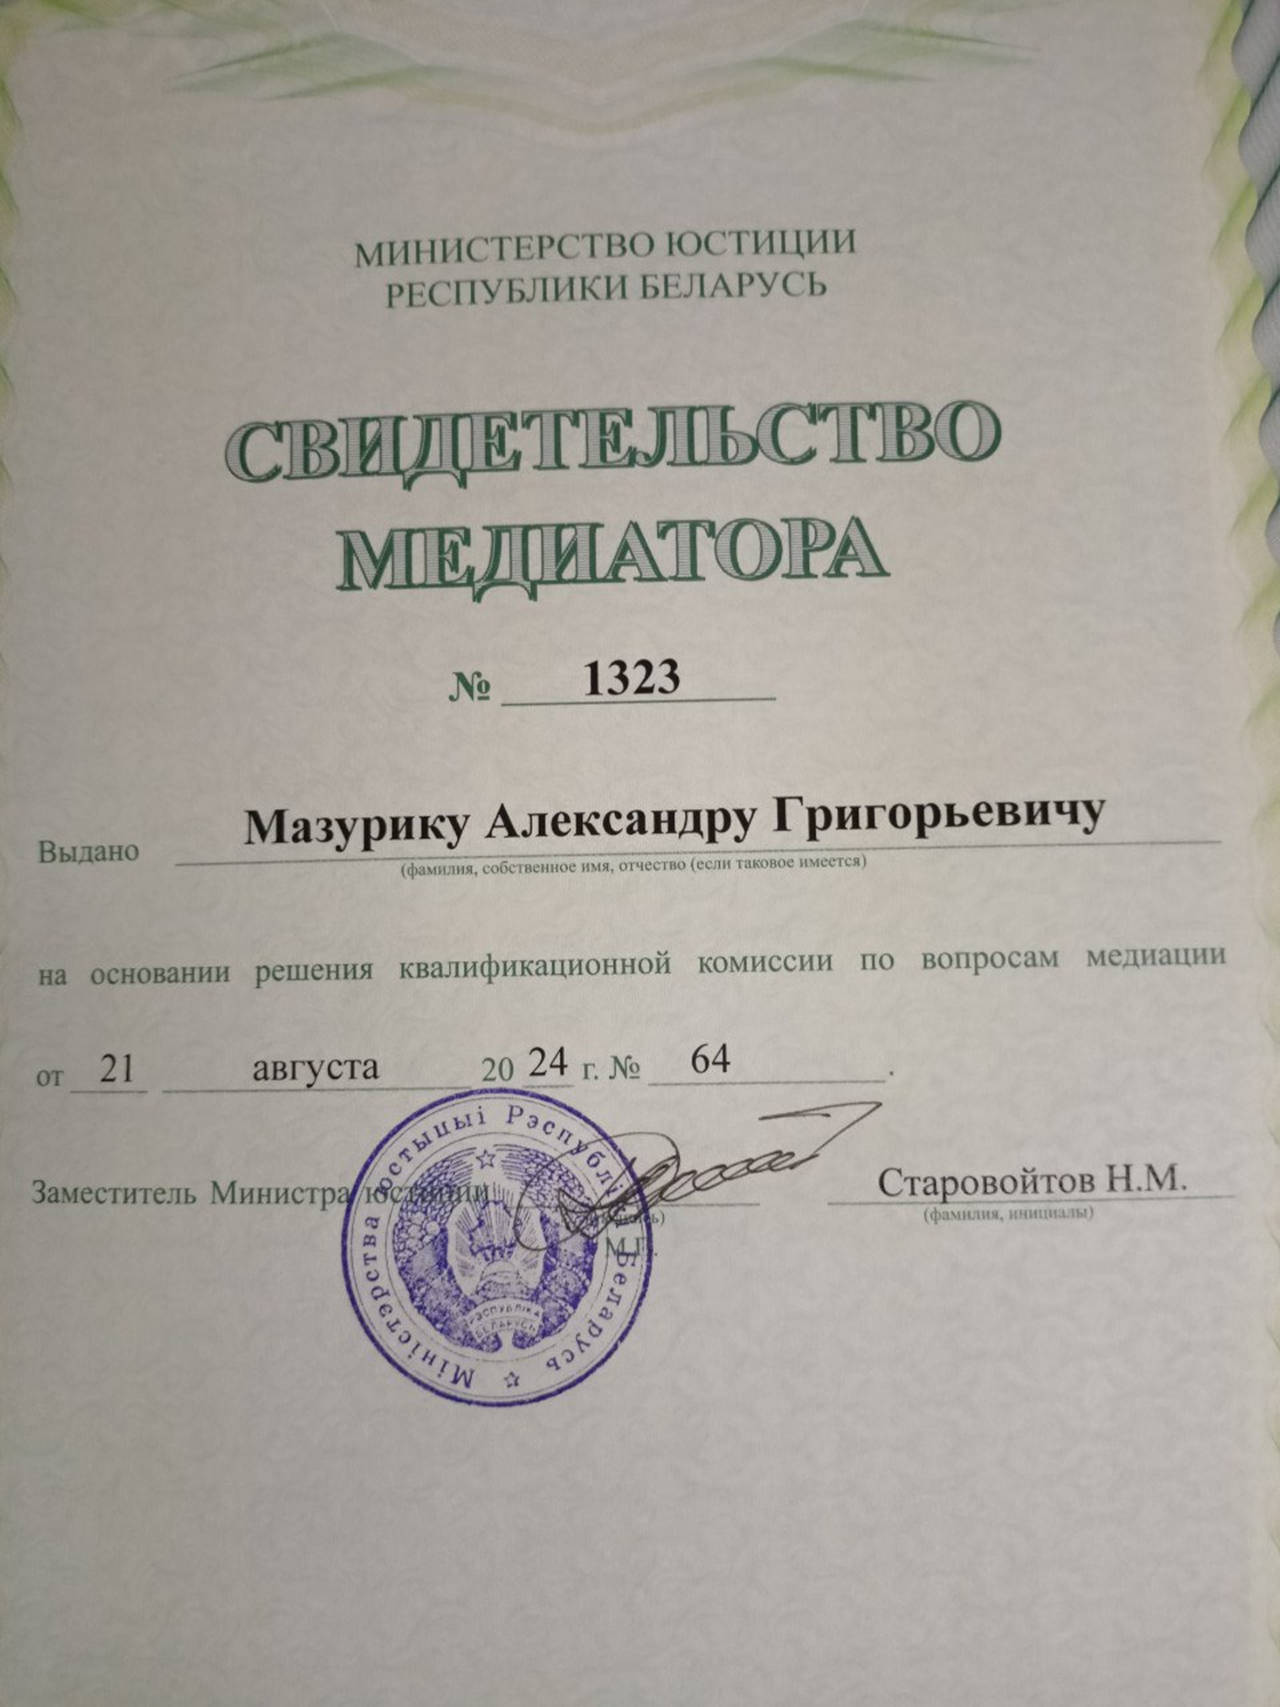 МИНИСТЕРСТВО ЮСТИЦИИ
РЕСПУБЛИКИ БЕЛАРУСЬ
СВИДЕТЕЛЬСТВО
МЕДИАТОРА
№ 1323
Выдано Мазурику Александру Григорьевичу
(фамилия, собственное имя, отчество (если таковое имеется)
на основании решения квалификационной комиссии по вопросам медиации
от 21 августа 2024 г. № 64.
Заместитель Министра юстиции Старовойтов Н.М.
(подпись) (фамилия, инициалы)
М.П.
Міністэрства юстыцыі Рэспублікі Беларусь
РЭСПУБЛІКА
БЕЛАРУСЬ